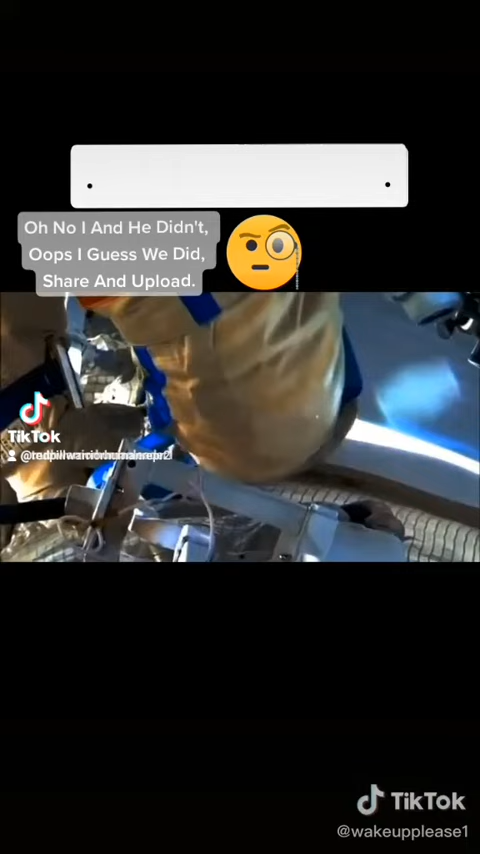 Oh No I And He Didn't,
Oops I Guess We Did,
Share And Upload.
TikTok
TikTok
@wakeupplease1